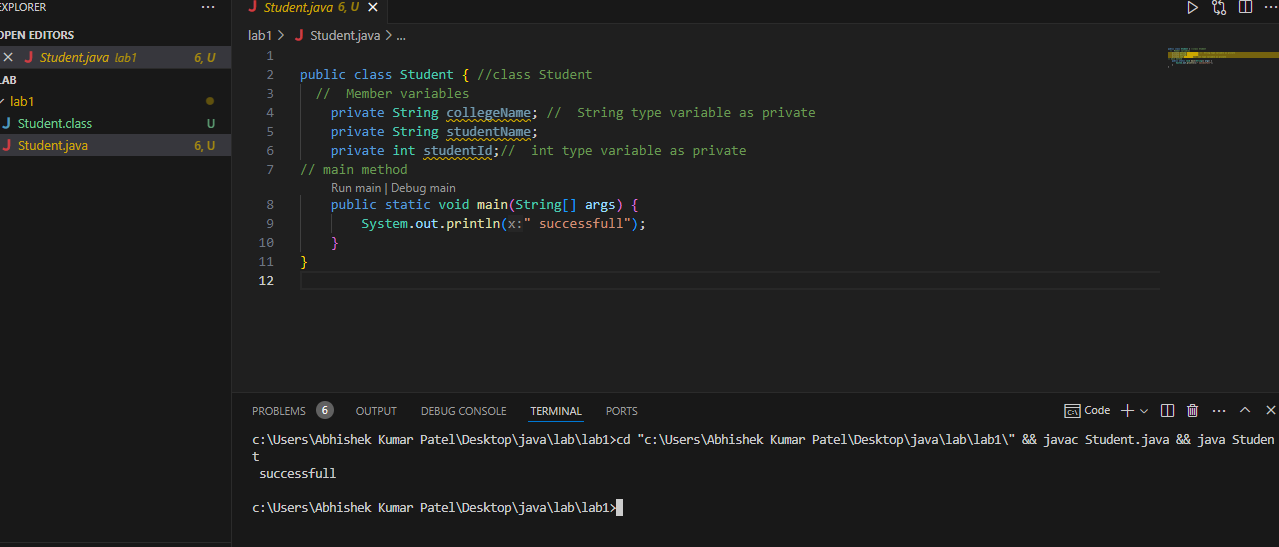 EXPLORER
···
J Student.java 6, U ×
OPEN EDITORS
× J Student.java lab1 6, U
LAB
lab1
J Student.class U
J Student.java 6, U
lab1 > J Student.java > ...
1
2 public class Student { //class Student
3 //  Member variables
4 private String collegeName; //  String type variable as private
5 private String studentName;
6 private int studentId;//  int type variable as private
7 // main method
Run main | Debug main
8 public static void main(String[] args) {
9 System.out.println(x:" successfull");
10 }
11 }
12
PROBLEMS 6 OUTPUT DEBUG CONSOLE TERMINAL PORTS
Code
c:\Users\Abhishek Kumar Patel\Desktop\java\lab\lab1>cd "c:\Users\Abhishek Kumar Patel\Desktop\java\lab\lab1\" && javac Student.java && java Studen
t
successfull
c:\Users\Abhishek Kumar Patel\Desktop\java\lab\lab1>